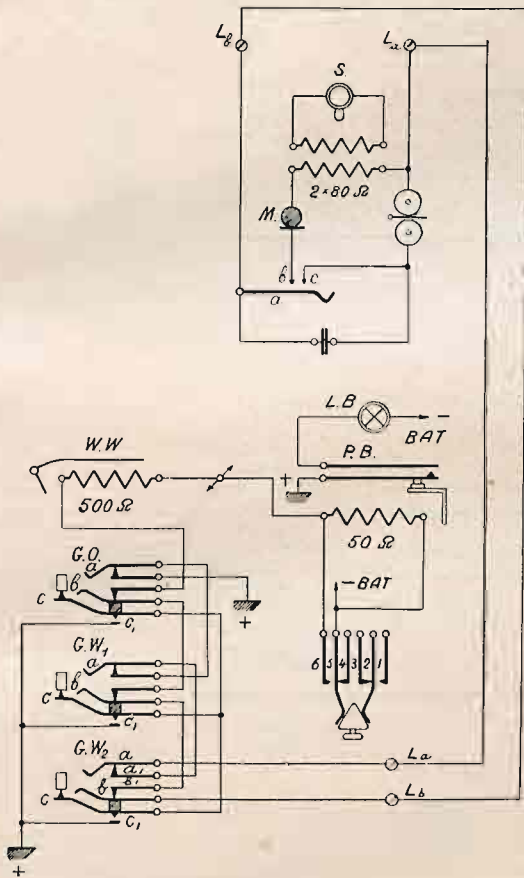 Lb La
S.
2×80 Ω
M.
b c
a
L.B
BAT
W.W P.B.
500 Ω
50 Ω
G.O.
a
b
c
c₁
-BAT
+
G.W₁
a
b
c
c₁
6 5 4 3 2 1
G.W₂
a
a₁
b₁
b
c
c₁
La
Lb
+